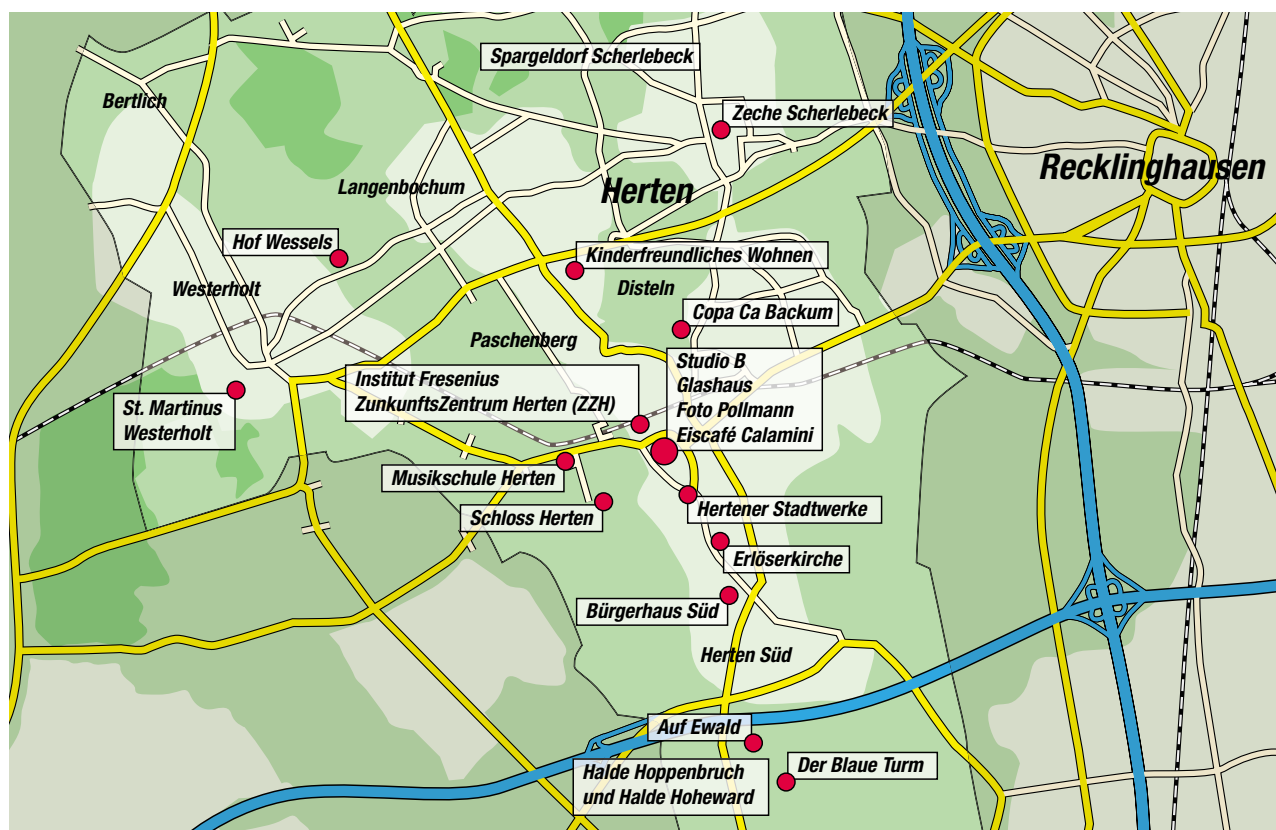 Spargeldorf Scherlebeck
Bertlich
Zeche Scherlebeck
Recklinghausen
Langenbochum
Herten
Hof Wessels
Kinderfreundliches Wohnen
Westerholt
Disteln
Copa Ca Backum
Paschenberg
Studio B
Glashaus
Foto Pollmann
Eiscafé Calamini
Institut Fresenius
ZunkunftsZentrum Herten (ZZH)
St. Martinus
Westerholt
Musikschule Herten
Schloss Herten
Hertener Stadtwerke
Erlöserkirche
Bürgerhaus Süd
Herten Süd
Auf Ewald
Halde Hoppenbruch
und Halde Hoheward
Der Blaue Turm